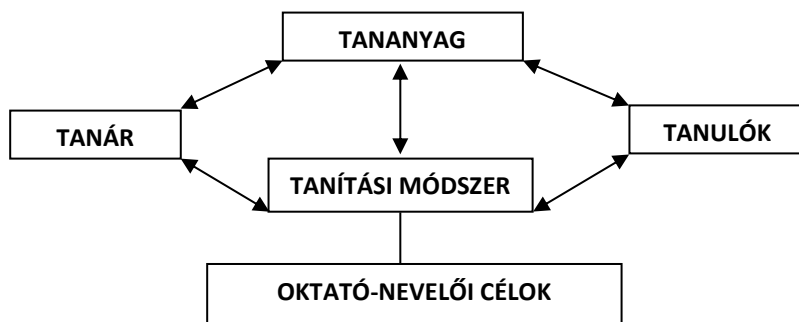 TANANYAG
TANÁR
TANULÓK
TANÍTÁSI MÓDSZER
OKTATÓ-NEVELŐI CÉLOK